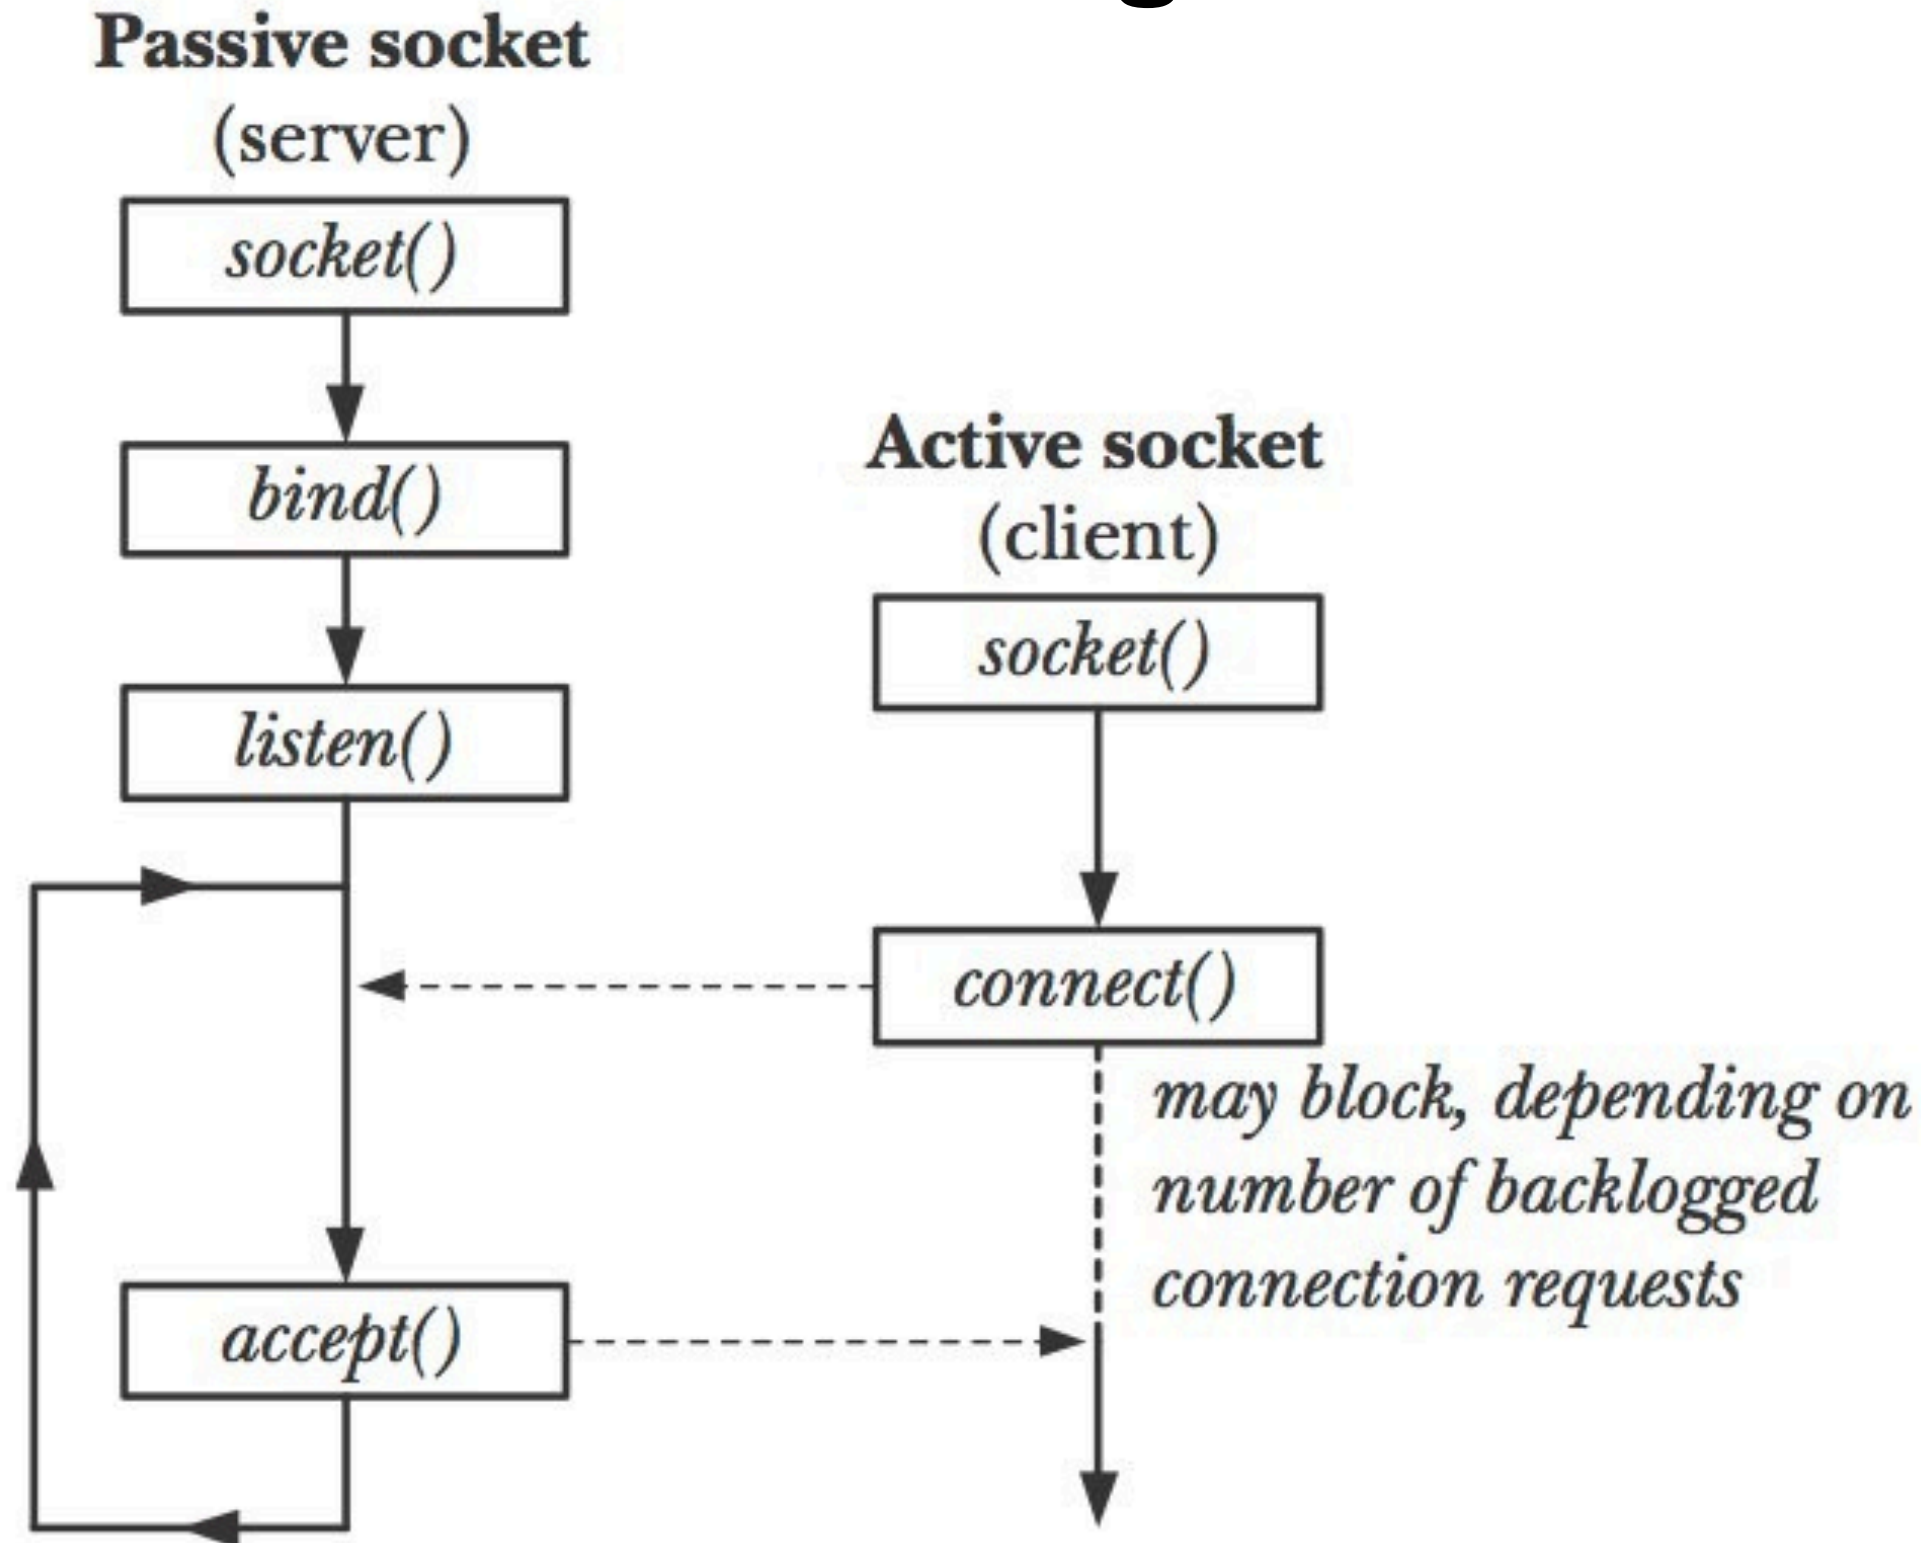 Passive socket
(server)
socket()
bind()
listen()
accept()
Active socket
(client)
socket()
connect()
may block, depending on
number of backlogged
connection requests